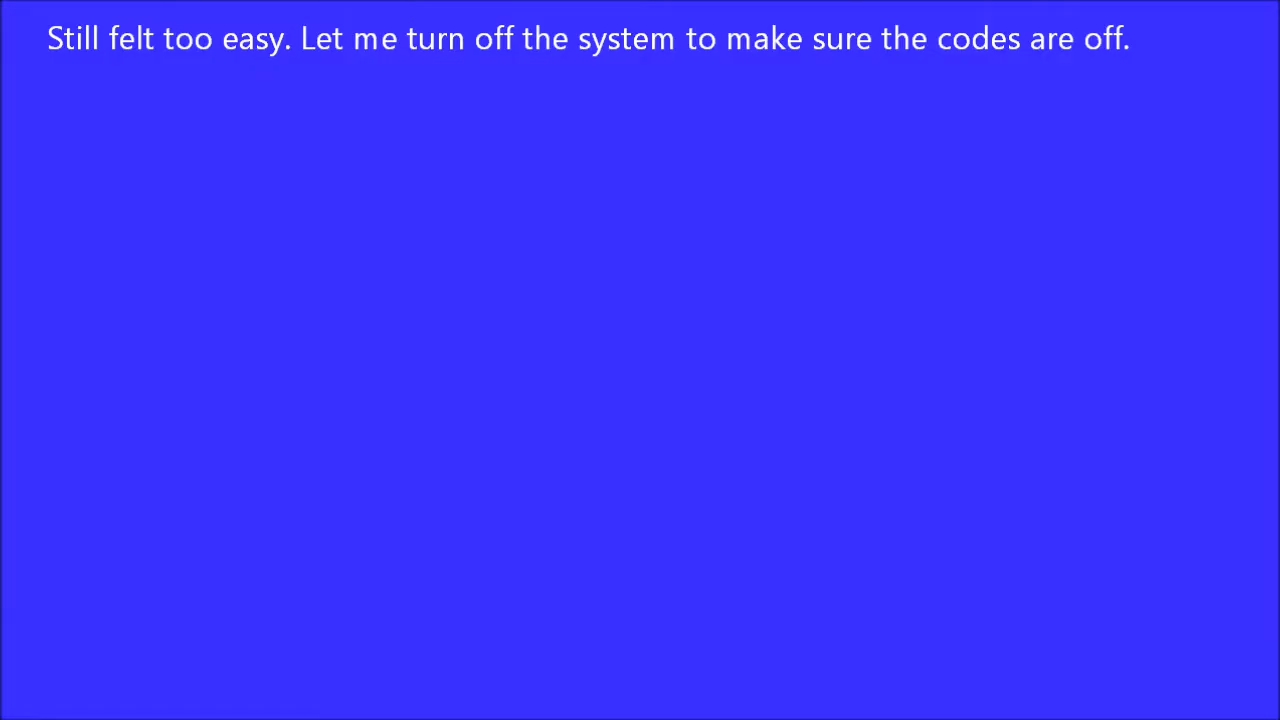 Still felt too easy. Let me turn off the system to make sure the codes are off.